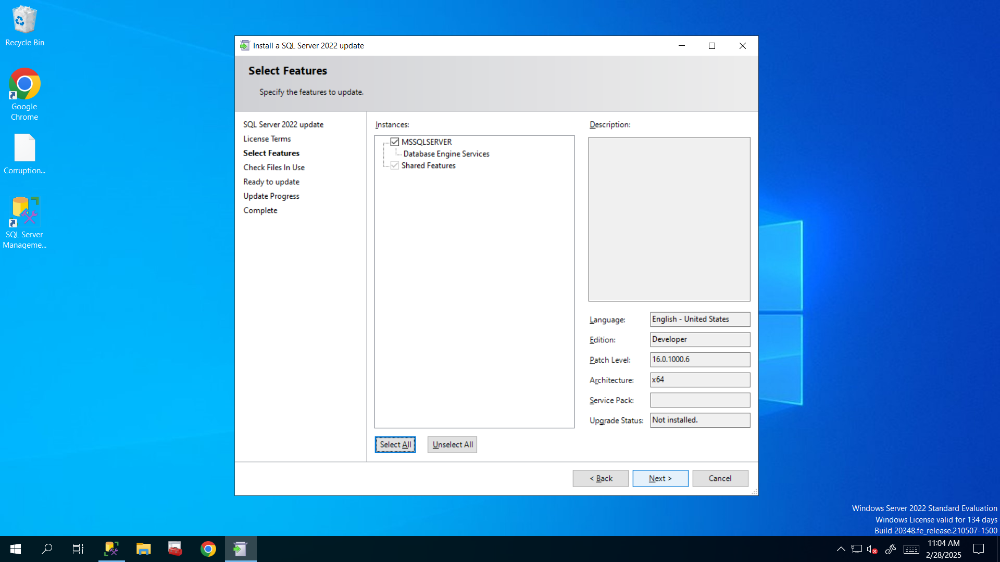 Recycle Bin
Google
Chrome
Corruption...
SQL Server
Manageme...
Install a SQL Server 2022 update
Select Features
Specify the features to update.
SQL Server 2022 update
License Terms
Select Features
Check Files In Use
Ready to update
Update Progress
Complete
Instances:
MSSQLSERVER
Database Engine Services
Shared Features
Select All
Unselect All
Description:
Language: English - United States
Edition: Developer
Patch Level: 16.0.1000.6
Architecture: x64
Service Pack:
Upgrade Status: Not installed.
< Back
Next >
Cancel
Windows Server 2022 Standard Evaluation
Windows License valid for 134 days
Build 20348.fe_release.210507-1500
11:04 AM
2/28/2025